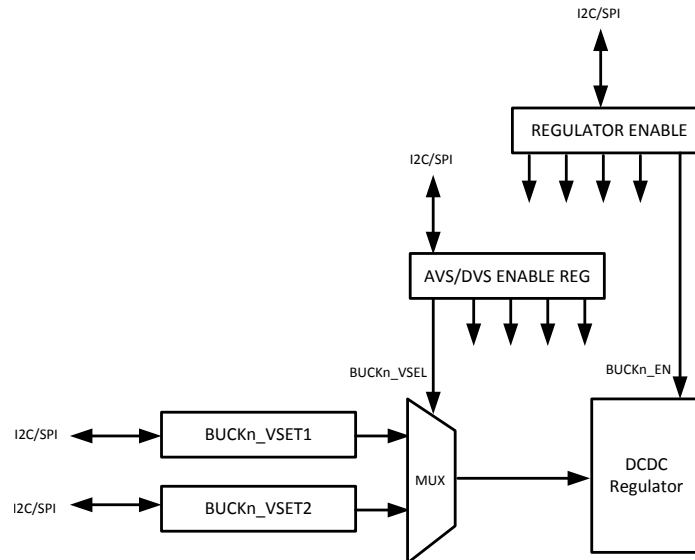 I2C/SPI
REGULATOR ENABLE
I2C/SPI
AVS/DVS ENABLE REG
BUCKn_VSEL
BUCKn_EN
I2C/SPI
BUCKn_VSET1
MUX
DCDC
Regulator
I2C/SPI
BUCKn_VSET2